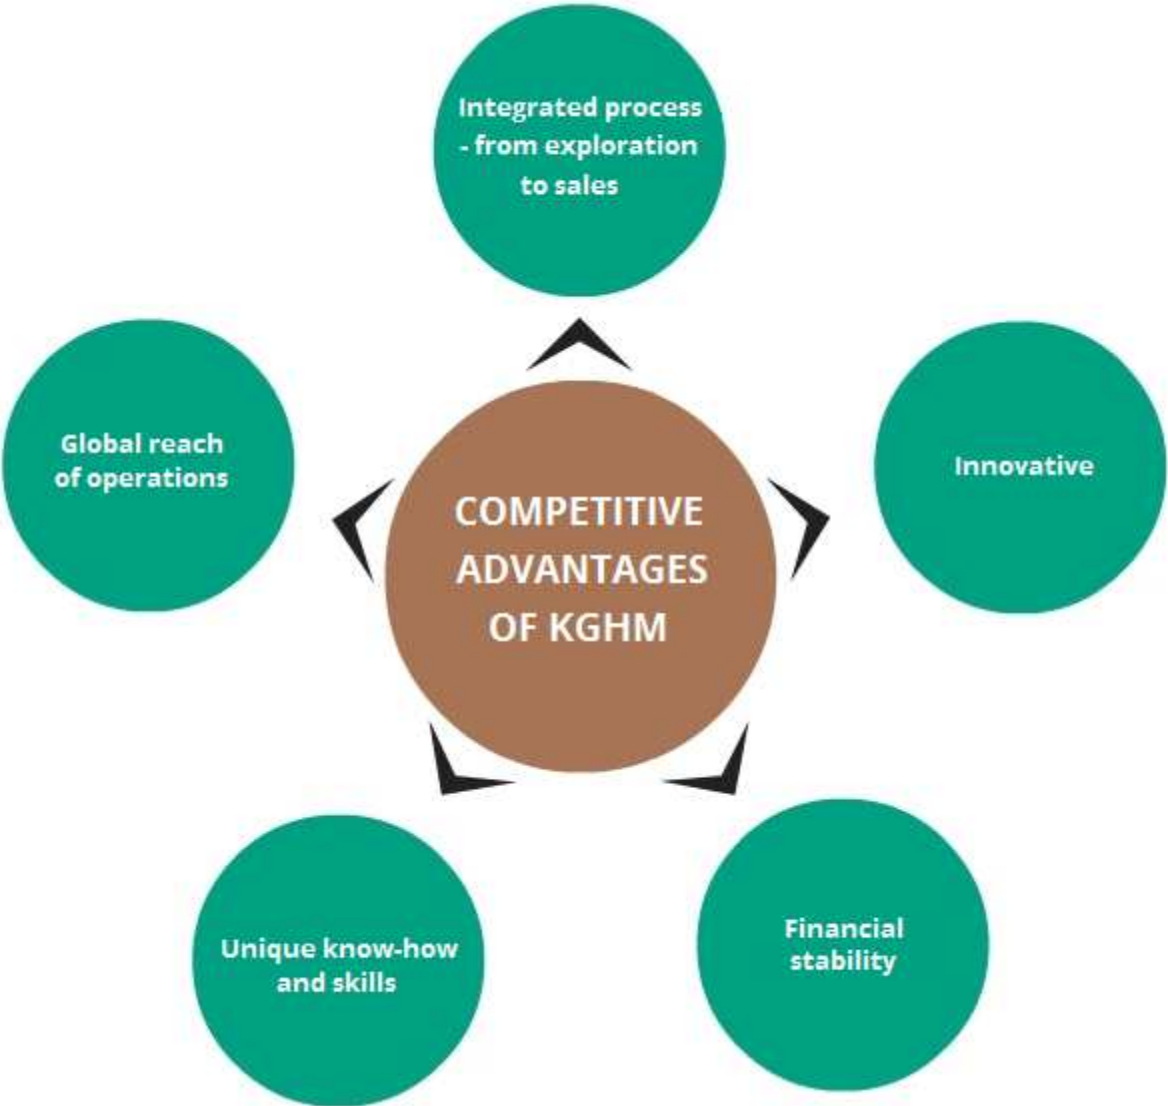 Integrated process
- from exploration
to sales
Global reach
of operations
Innovative
COMPETITIVE
ADVANTAGES
OF KGHM
Unique know-how
and skills
Financial
stability